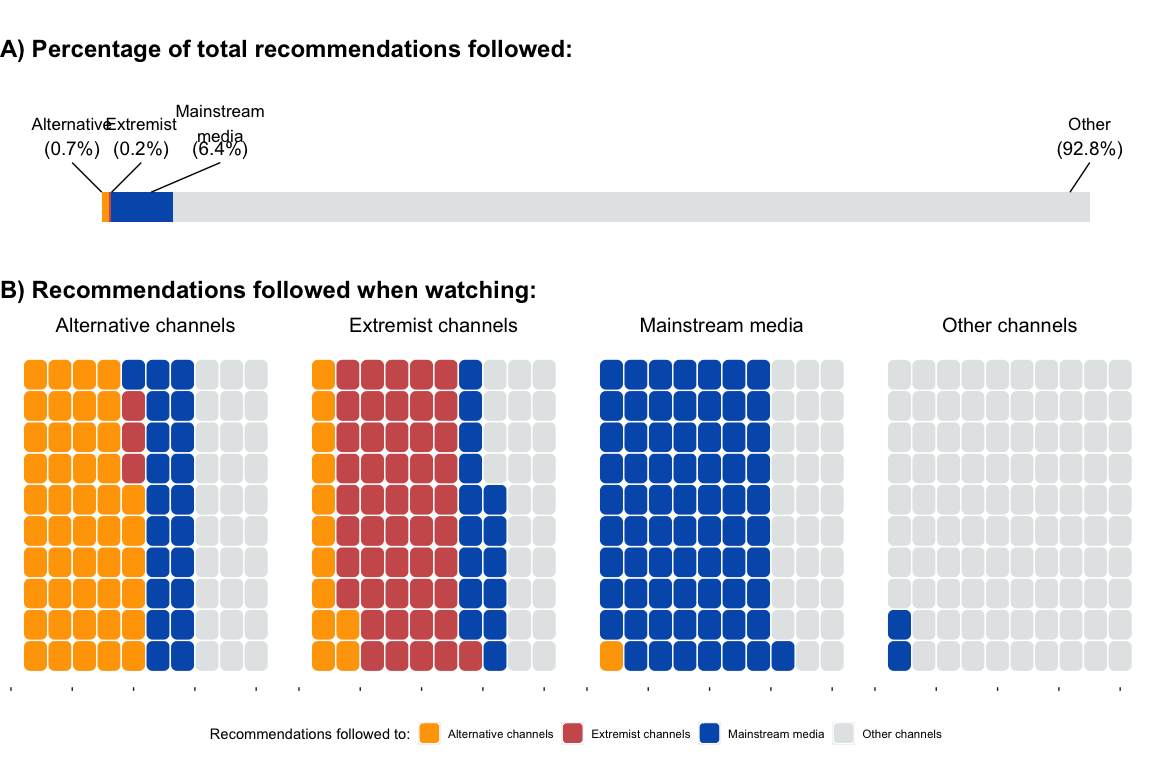 A) Percentage of total recommendations followed:
Mainstream
Alternative Extremist media Other
(0.7%) (0.2%) (6.4%) (92.8%)
B) Recommendations followed when watching:
Alternative channels Extremist channels Mainstream media Other channels
Recommendations followed to: Alternative channels Extremist channels Mainstream media Other channels